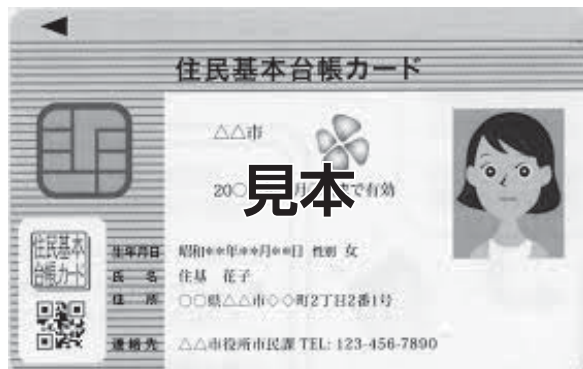 住民基本台帳カード
△△市
見本
20○
月
まで有効
住民基本
台帳カード
生年月日 昭和**年**月**日 性別 女
氏 名 住基 花子
住 所 ○○県△△市◇◇町2丁目2番1号
連絡先 △△市役所市民課 TEL: 123-456-7890